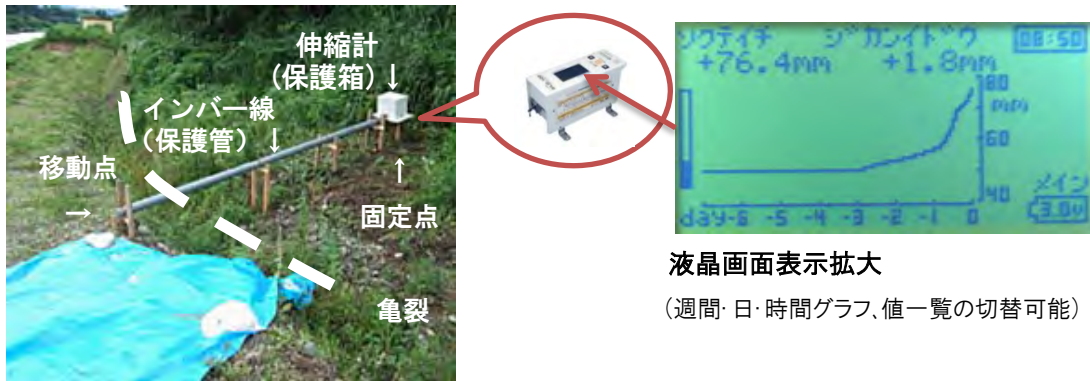 伸縮計
（保護箱）↓
インバー線
（保護管）↓
移動点
→
↑
固定点
亀裂
ソクテイチ ジカンイドウ 08:50
+76.4mm +1.8mm
80
mm
60
40
メイン
3.0V
day-6 -5 -4 -3 -2 -1 0
液晶画面表示拡大
（週間･日･時間グラフ、値一覧の切替可能）